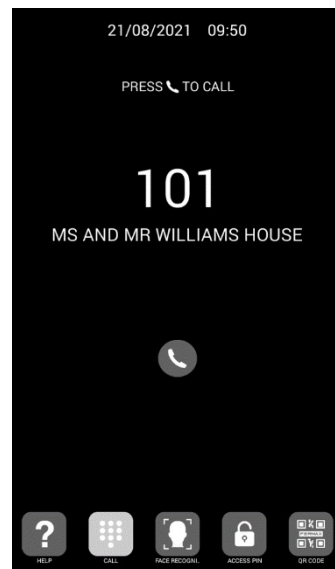 21/08/2021 09:50
PRESS TO CALL
101
MS AND MR WILLIAMS HOUSE
?
HELP
CALL
FACE RECOGNI.
ACCESS PIN
QR CODE